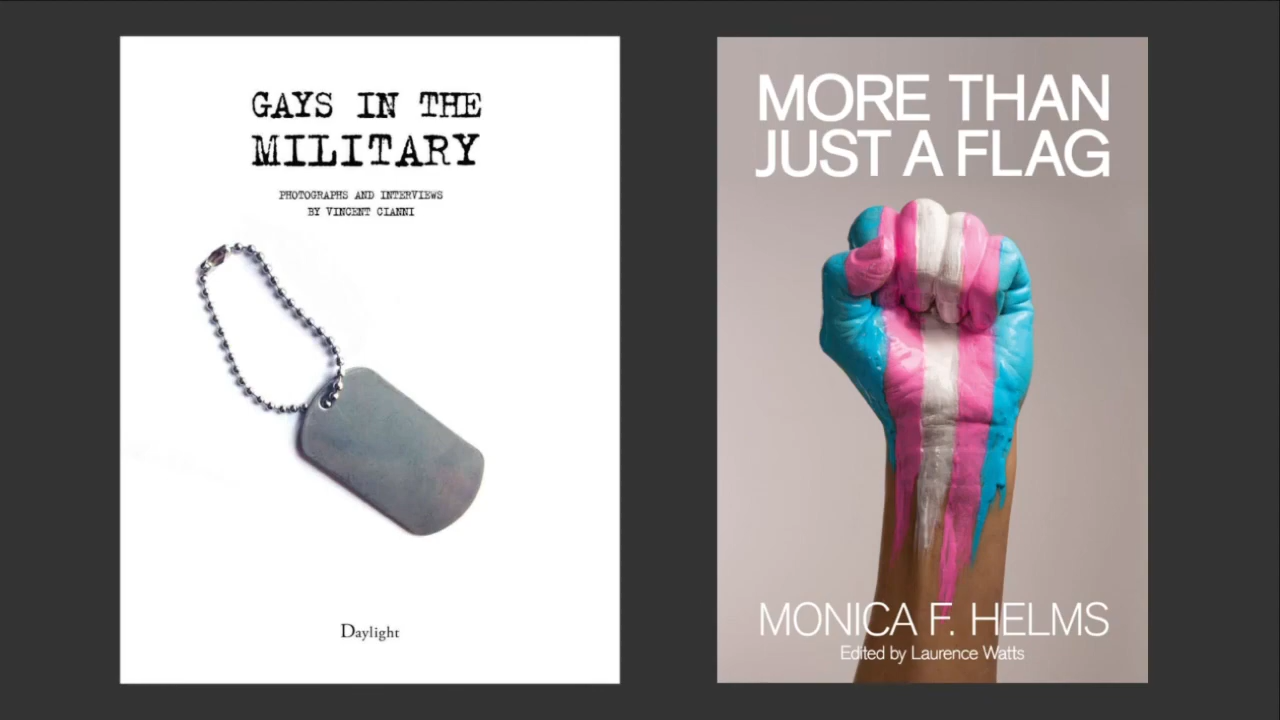 GAYS IN THE
MILITARY
PHOTOGRAPHS AND INTERVIEWS
BY VINCENT CIANNI
Daylight
MORE THAN
JUST A FLAG
MONICA F. HELMS
Edited by Laurence Watts